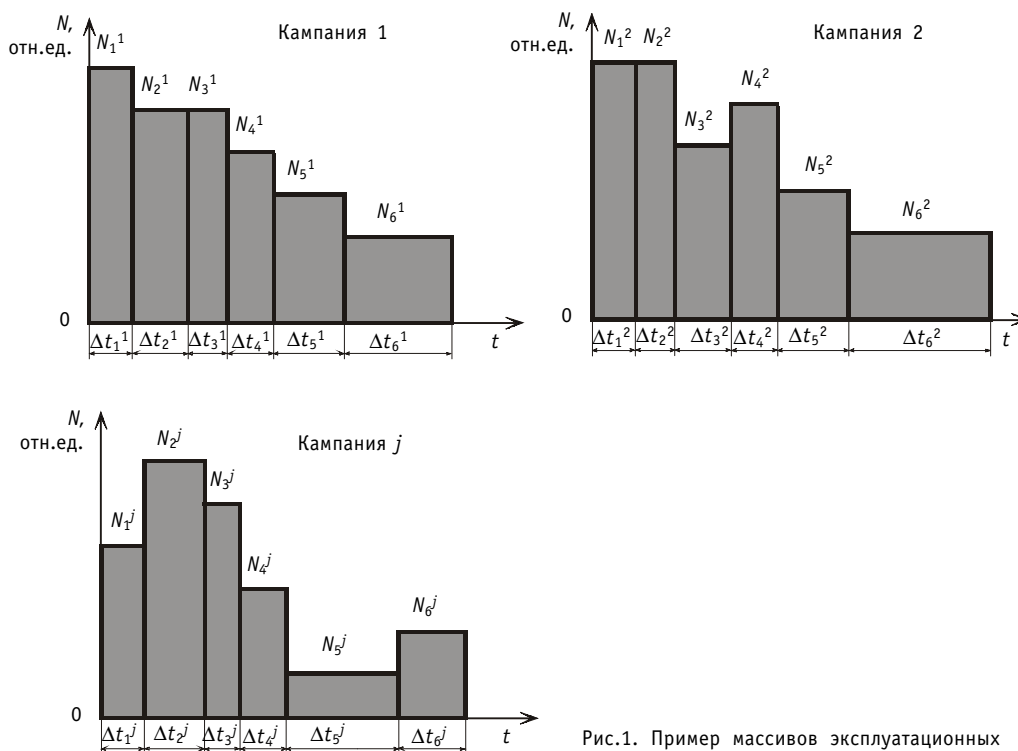 N,
отн.ед.
Кампания 1
N₁¹
N₂¹ N₃¹
N₄¹
N₅¹
N₆¹
0
Δt₁¹ Δt₂¹ Δt₃¹ Δt₄¹ Δt₅¹ Δt₆¹ t
N,
отн.ед.
Кампания 2
N₁² N₂²
N₄²
N₃²
N₅²
N₆²
0
Δt₁² Δt₂² Δt₃² Δt₄² Δt₅² Δt₆² t
N,
отн.ед.
Кампания j
N₂ʲ
N₃ʲ
N₁ʲ
N₄ʲ
N₆ʲ
N₅ʲ
0
Δt₁ʲ Δt₂ʲ Δt₃ʲ Δt₄ʲ Δt₅ʲ Δt₆ʲ t
Рис.1. Пример массивов эксплуатационных